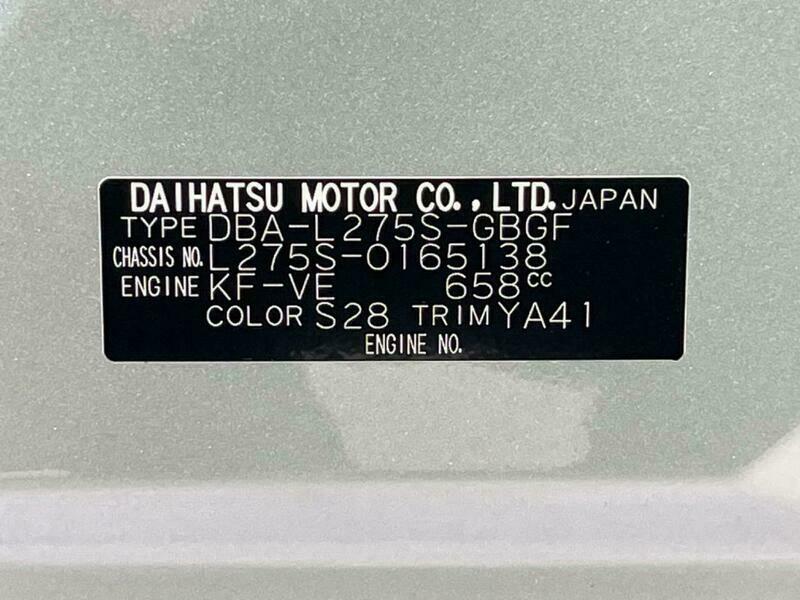 DAIHATSU MOTOR CO., LTD. JAPAN
TYPE DBA-L275S-GBGF
CHASSIS NO. L275S-0165138
ENGINE KF-VE 658cc
COLOR S28 TRIM YA41
ENGINE NO.